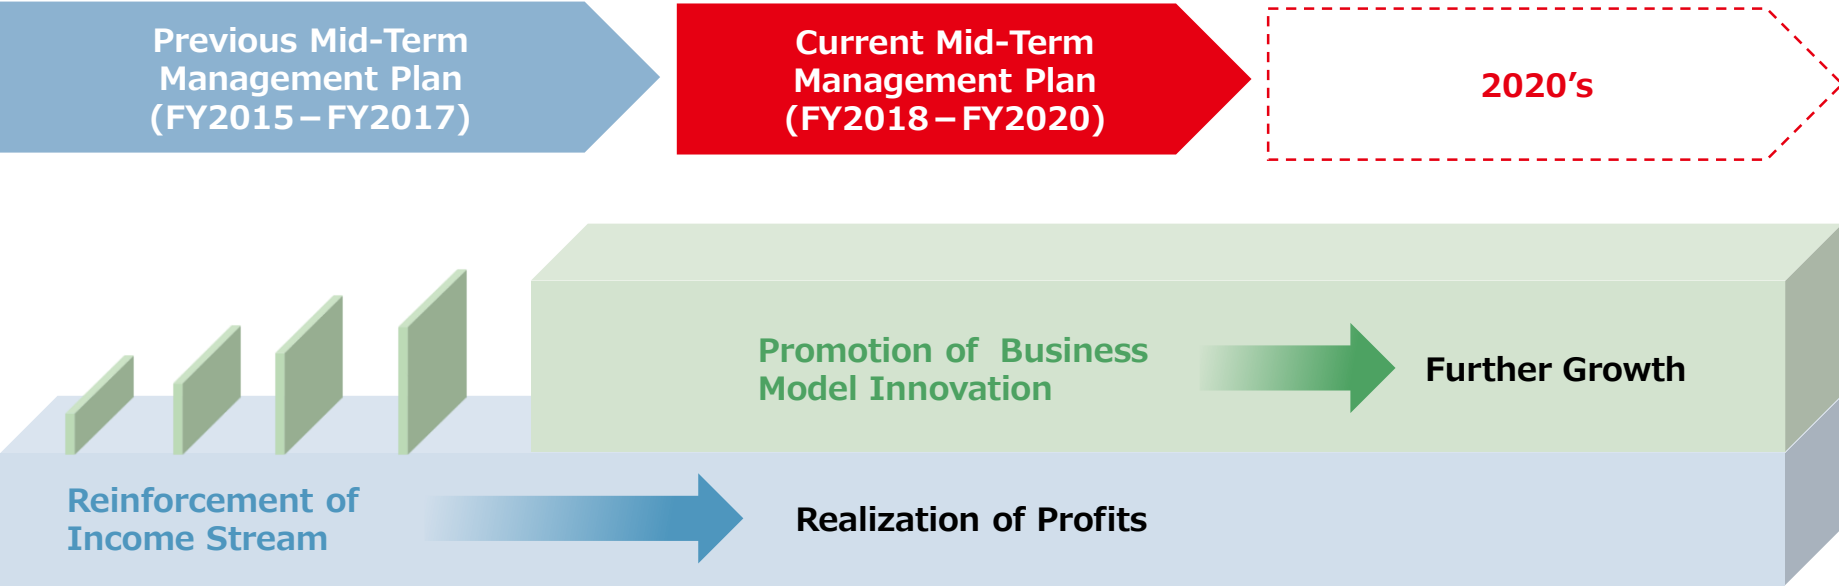 Previous Mid-Term
Management Plan
(FY2015－FY2017)
Current Mid-Term
Management Plan
(FY2018－FY2020)
2020’s
Promotion of Business
Model Innovation
Further Growth
Reinforcement of
Income Stream
Realization of Profits